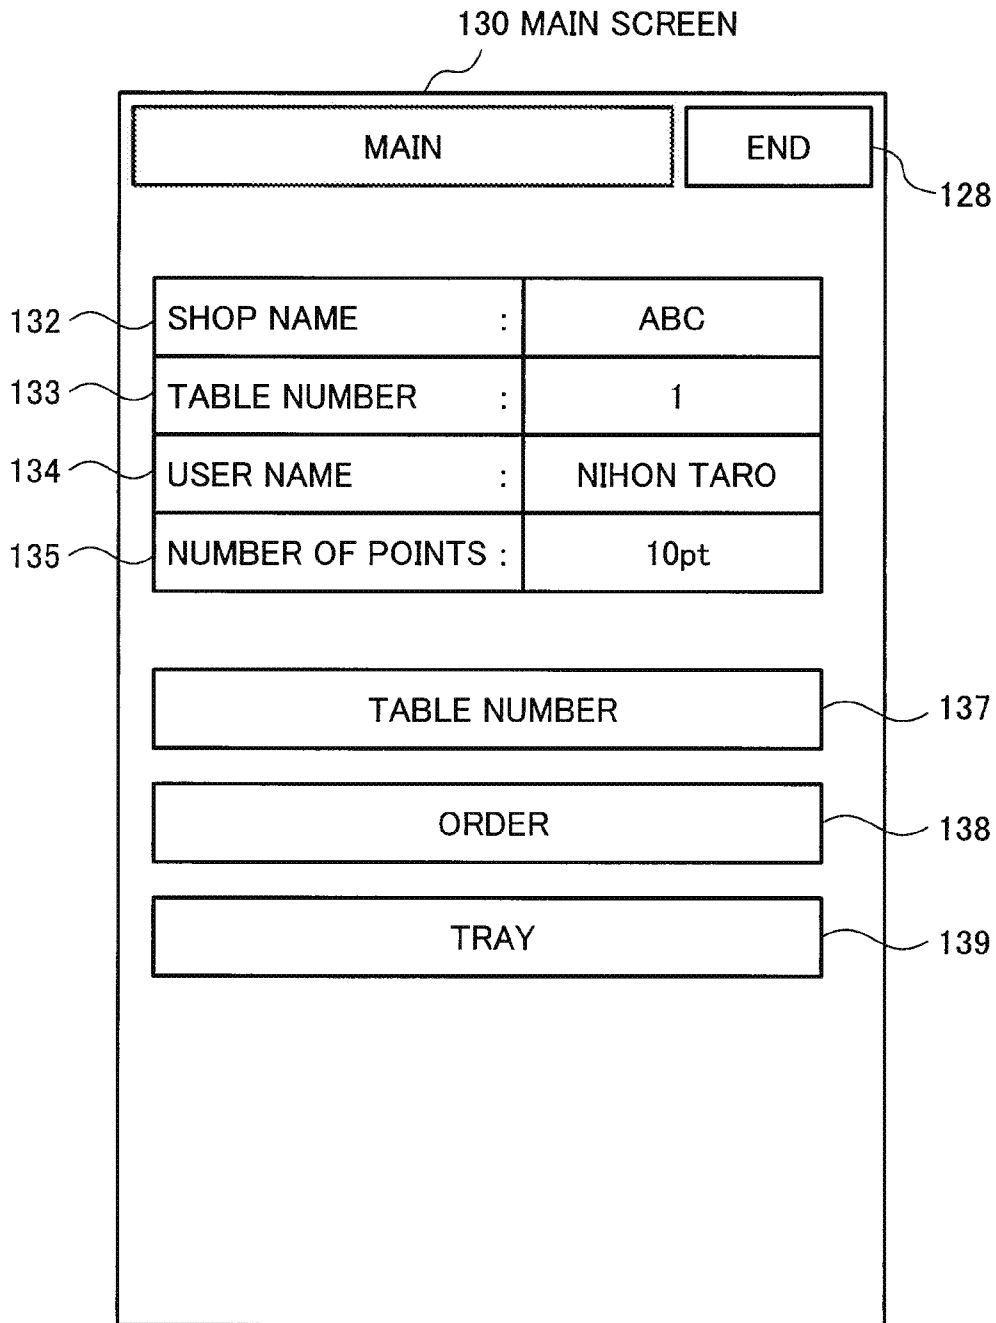 130 MAIN SCREEN
MAIN END
128
132 SHOP NAME : ABC
133 TABLE NUMBER : 1
134 USER NAME : NIHON TARO
135 NUMBER OF POINTS : 10pt
TABLE NUMBER 137
ORDER 138
TRAY 139